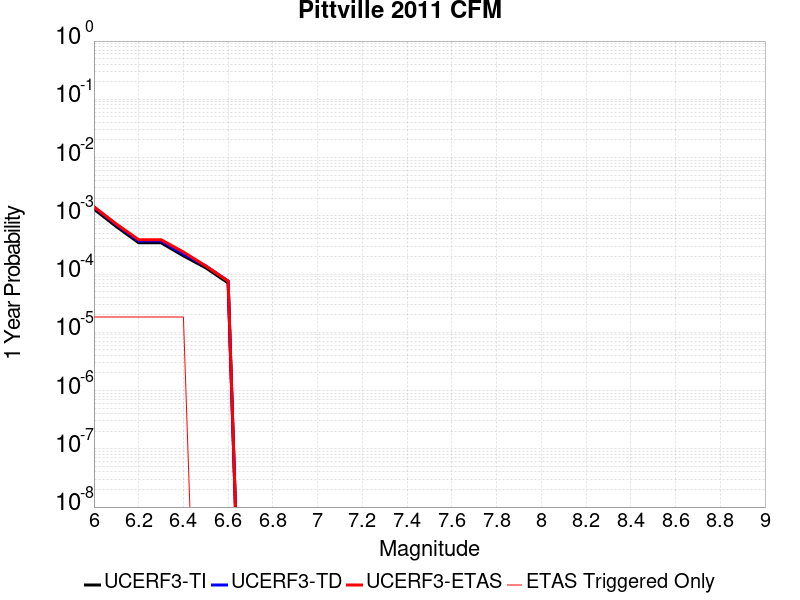 Pittville 2011 CFM
1 Year Probability
10^0
10^-1
10^-2
10^-3
10^-4
10^-5
10^-6
10^-7
10^-8
6 6.2 6.4 6.6 6.8 7 7.2 7.4 7.6 7.8 8 8.2 8.4 8.6 8.8 9
Magnitude
UCERF3-TI UCERF3-TD UCERF3-ETAS ETAS Triggered Only